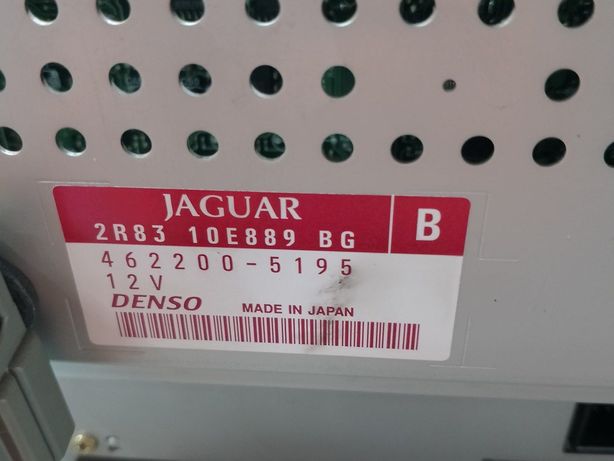 JAGUAR
2R83 10E889 BG
B
462200-5195
12V
DENSO MADE IN JAPAN